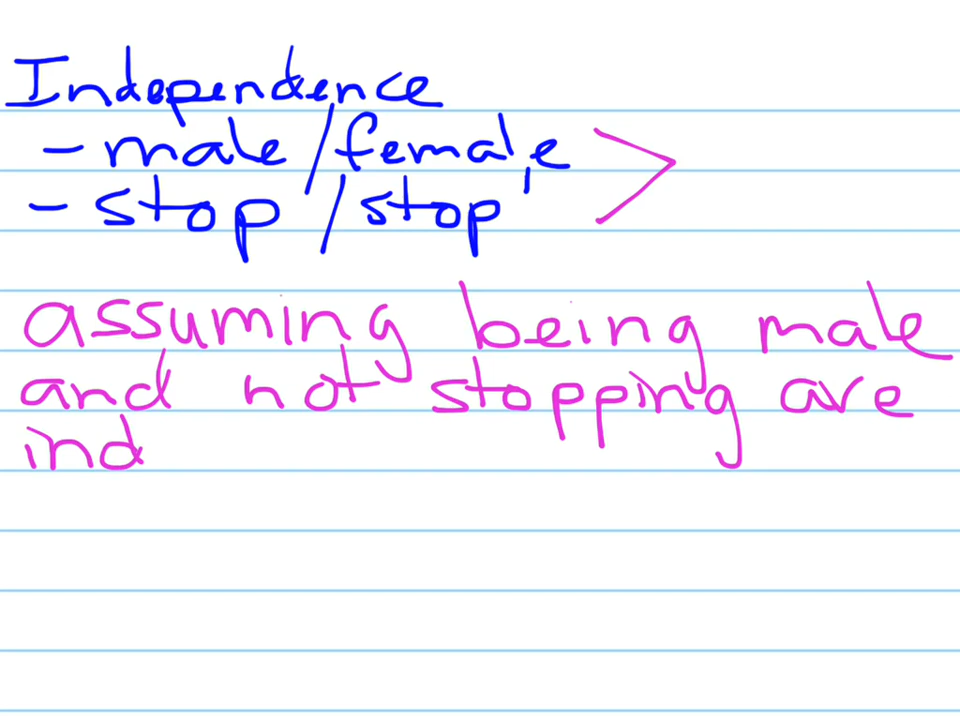 Independence
- male/female
- stop/stop'
assuming being male
and not stopping are
ind